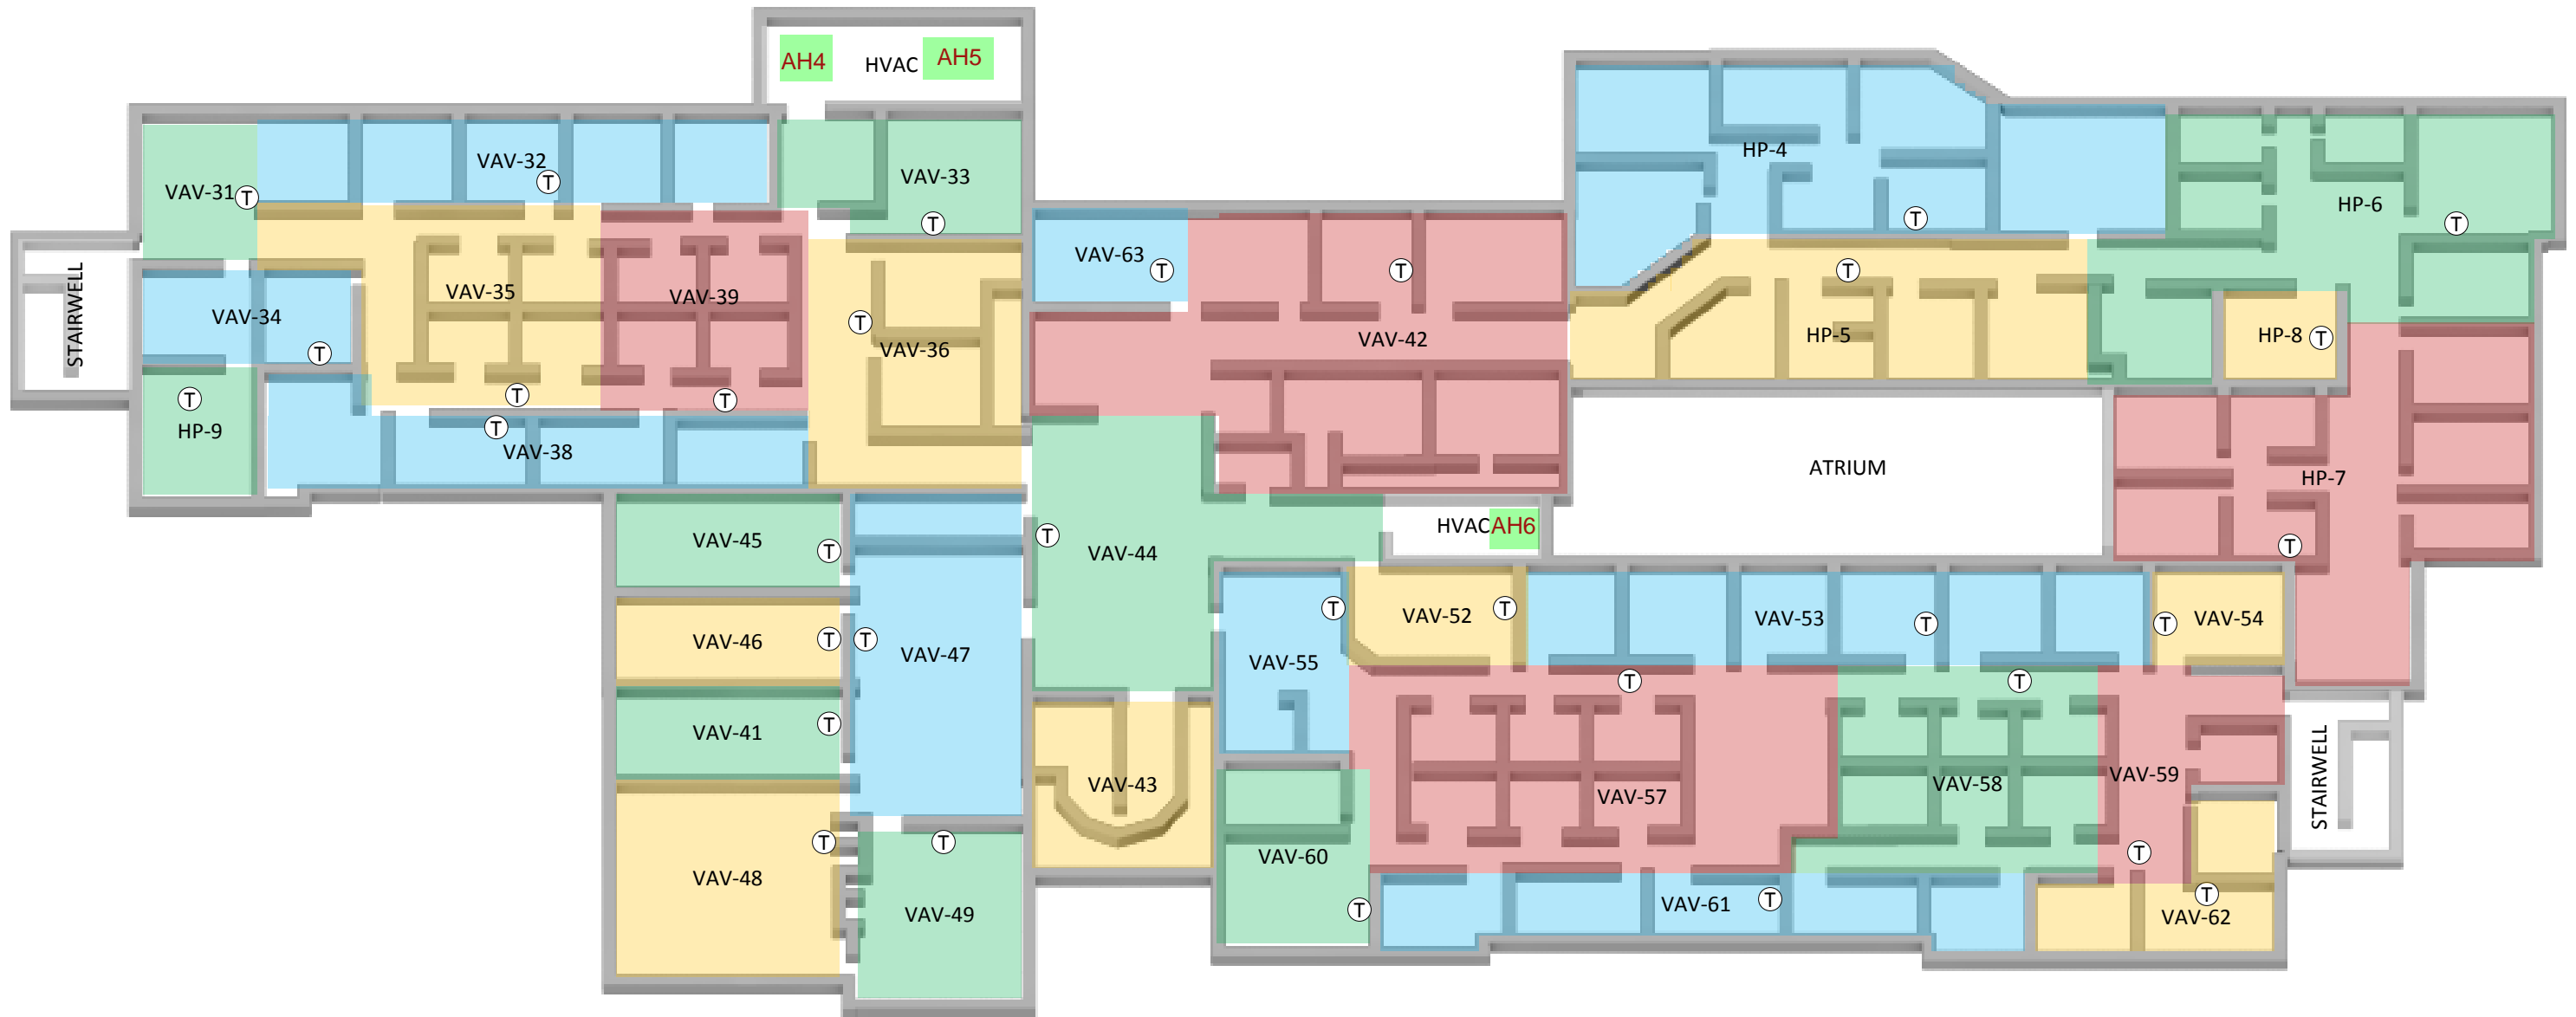 AH4
HVAC
AH5
VAV-31
T
VAV-32
T
VAV-33
T
HP-4
T
HP-6
T
STAIRWELL
VAV-34
T
VAV-35
T
VAV-39
T
T
VAV-36
VAV-63
T
T
VAV-42
T
HP-5
HP-8
T
T
HP-9
T
VAV-38
ATRIUM
HP-7
T
VAV-45
T
T
VAV-44
HVAC
AH6
VAV-46
T
T
VAV-47
VAV-55
T
VAV-52
T
VAV-53
T
T
VAV-54
VAV-41
T
T
T
VAV-43
VAV-57
VAV-58
VAV-59
T
STAIRWELL
VAV-48
T
T
VAV-49
VAV-60
T
VAV-61
T
T
VAV-62